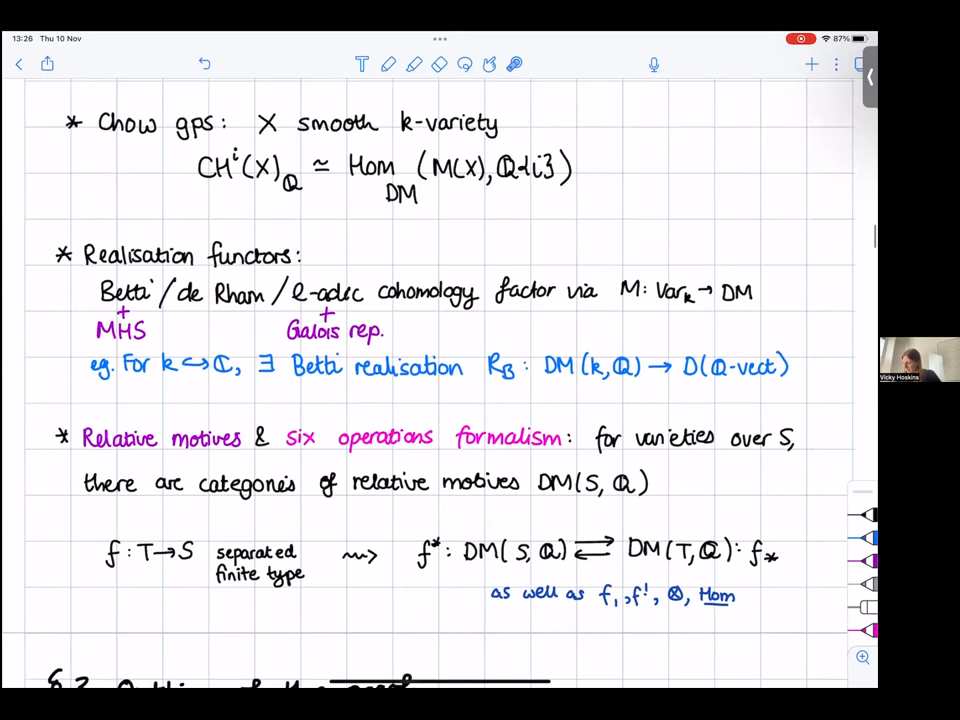 13:26 Thu 10 Nov
87%
T
* Chow gps: X smooth k-variety
CHⁱ(X)_ℚ ≃ Hom_DM (M(X), ℚ{i})
* Realisation functors:
Betti / de Rham / ℓ-adic cohomology factor via M: Var_k → DM
+ MHS + Galois rep.
eg. For k ↪ ℂ, ∃ Betti realisation R_B : DM(k, ℚ) → D(ℚ-vect)
* Relative motives & six operations formalism: for varieties over S,
there are categories of relative motives DM(S, ℚ)
f : T → S separated finite type ⇝ f* : DM(S, ℚ) ⇄ DM(T, ℚ) : f_*
as well as f_!, f^!, ⊗, Hom
Vicky Hoskins